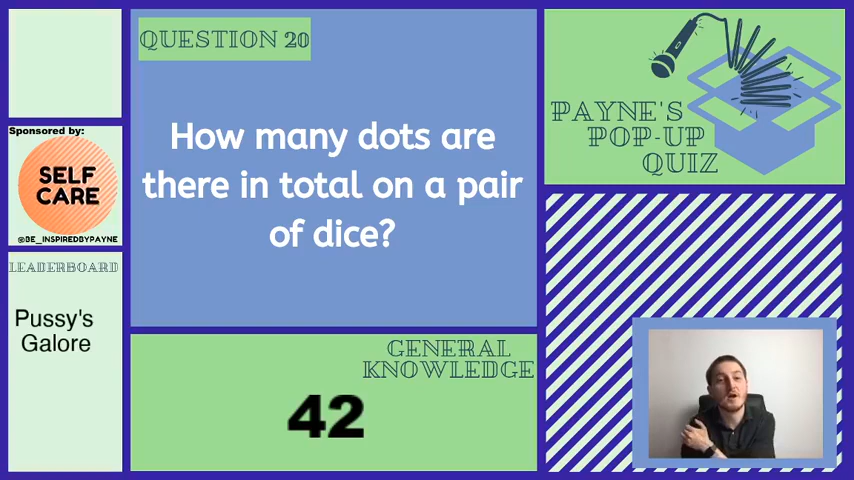 QUESTION 20
How many dots are
there in total on a pair
of dice?
PAYNE'S
POP-UP
QUIZ
Sponsored by:
SELF
CARE
@BE_INSPIREDBYPAYNE
LEADERBOARD
Pussy's
Galore
GENERAL
KNOWLEDGE
42